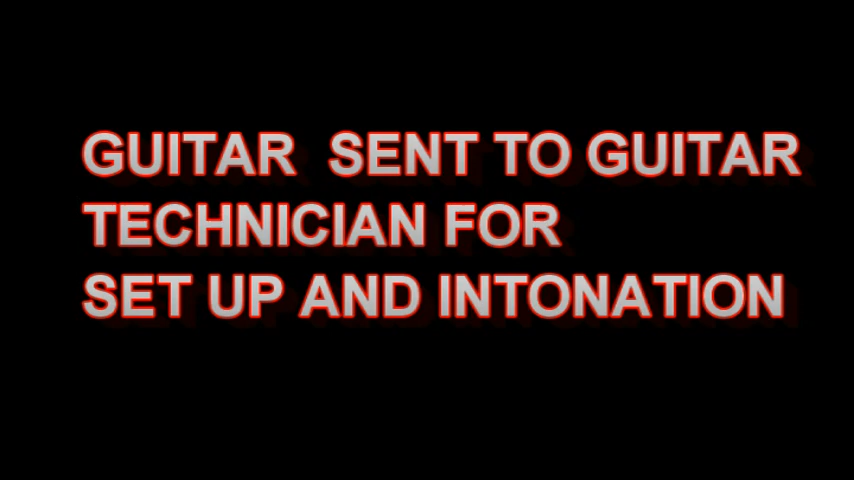 GUITAR  SENT TO GUITAR
TECHNICIAN FOR
SET UP AND INTONATION